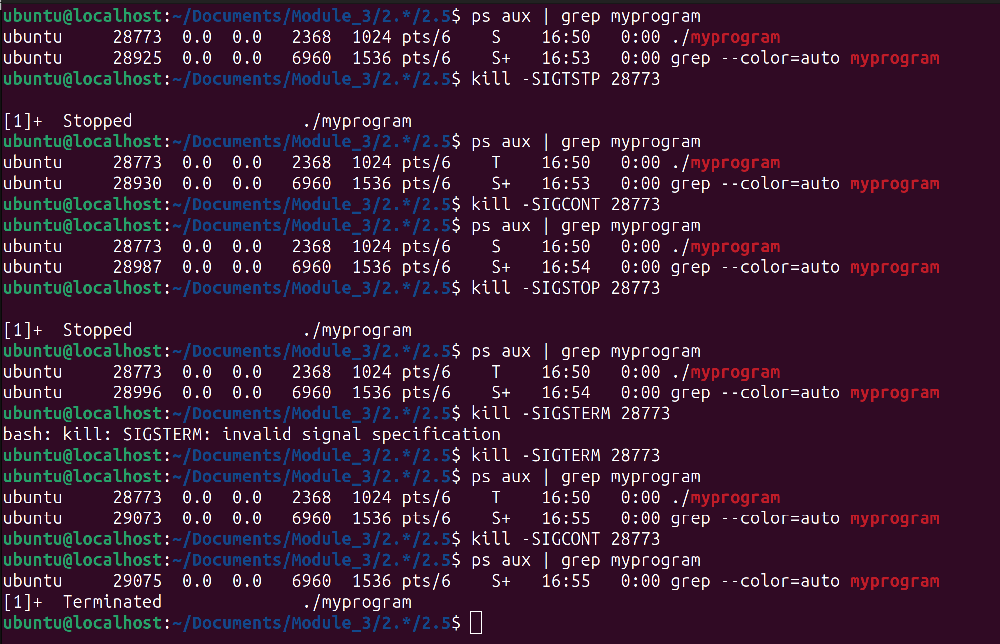 ubuntu@localhost:~/Documents/Module_3/2.*/2.5$ ps aux | grep myprogram
ubuntu     28773  0.0  0.0   2368  1024 pts/6    S    16:50   0:00 ./myprogram
ubuntu     28925  0.0  0.0   6960  1536 pts/6    S+   16:53   0:00 grep --color=auto myprogram
ubuntu@localhost:~/Documents/Module_3/2.*/2.5$ kill -SIGTSTP 28773
[1]+  Stopped                 ./myprogram
ubuntu@localhost:~/Documents/Module_3/2.*/2.5$ ps aux | grep myprogram
ubuntu     28773  0.0  0.0   2368  1024 pts/6    T    16:50   0:00 ./myprogram
ubuntu     28930  0.0  0.0   6960  1536 pts/6    S+   16:53   0:00 grep --color=auto myprogram
ubuntu@localhost:~/Documents/Module_3/2.*/2.5$ kill -SIGCONT 28773
ubuntu@localhost:~/Documents/Module_3/2.*/2.5$ ps aux | grep myprogram
ubuntu     28773  0.0  0.0   2368  1024 pts/6    S    16:50   0:00 ./myprogram
ubuntu     28987  0.0  0.0   6960  1536 pts/6    S+   16:54   0:00 grep --color=auto myprogram
ubuntu@localhost:~/Documents/Module_3/2.*/2.5$ kill -SIGSTOP 28773
[1]+  Stopped                 ./myprogram
ubuntu@localhost:~/Documents/Module_3/2.*/2.5$ ps aux | grep myprogram
ubuntu     28773  0.0  0.0   2368  1024 pts/6    T    16:50   0:00 ./myprogram
ubuntu     28996  0.0  0.0   6960  1536 pts/6    S+   16:54   0:00 grep --color=auto myprogram
ubuntu@localhost:~/Documents/Module_3/2.*/2.5$ kill -SIGSTERM 28773
bash: kill: SIGSTERM: invalid signal specification
ubuntu@localhost:~/Documents/Module_3/2.*/2.5$ kill -SIGTERM 28773
ubuntu@localhost:~/Documents/Module_3/2.*/2.5$ ps aux | grep myprogram
ubuntu     28773  0.0  0.0   2368  1024 pts/6    T    16:50   0:00 ./myprogram
ubuntu     29073  0.0  0.0   6960  1536 pts/6    S+   16:55   0:00 grep --color=auto myprogram
ubuntu@localhost:~/Documents/Module_3/2.*/2.5$ kill -SIGCONT 28773
ubuntu@localhost:~/Documents/Module_3/2.*/2.5$ ps aux | grep myprogram
ubuntu     29075  0.0  0.0   6960  1536 pts/6    S+   16:55   0:00 grep --color=auto myprogram
[1]+  Terminated              ./myprogram
ubuntu@localhost:~/Documents/Module_3/2.*/2.5$